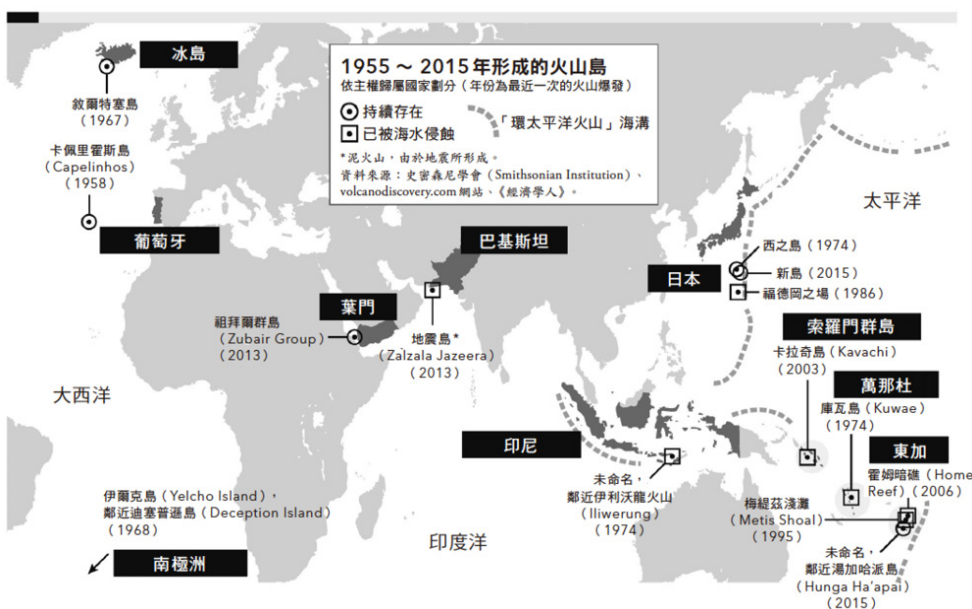 1955 ～ 2015年形成的火山島
依主權歸屬國家劃分（年份為最近一次的火山爆發）
持續存在
已被海水侵蝕
「環太平洋火山」海溝
*泥火山，由於地震所形成。
資料來源：史密森尼學會（Smithsonian Institution）、
volcanodiscovery.com 網站、《經濟學人》。
冰島
敘爾特塞島
（1967）
卡佩里霍斯島
（Capelinhos）
（1958）
葡萄牙
巴基斯坦
葉門
祖拜爾群島
（Zubair Group）
（2013）
地震島*
（Zalzala Jazeera）
（2013）
太平洋
日本
西之島（1974）
新島（2015）
福德岡之場（1986）
索羅門群島
卡拉奇島（Kavachi）
（2003）
萬那杜
庫瓦島（Kuwae）
（1974）
東加
霍姆暗礁（Home
Reef）（2006）
大西洋
印尼
未命名，
鄰近伊利沃龍火山
（Iliwerung）
（1974）
梅緹茲淺灘
（Metis Shoal）
（1995）
未命名，
鄰近湯加哈派島
（Hunga Ha'apai）
（2015）
伊爾克島（Yelcho Island），
鄰近迪塞普遜島（Deception Island）
（1968）
南極洲
印度洋